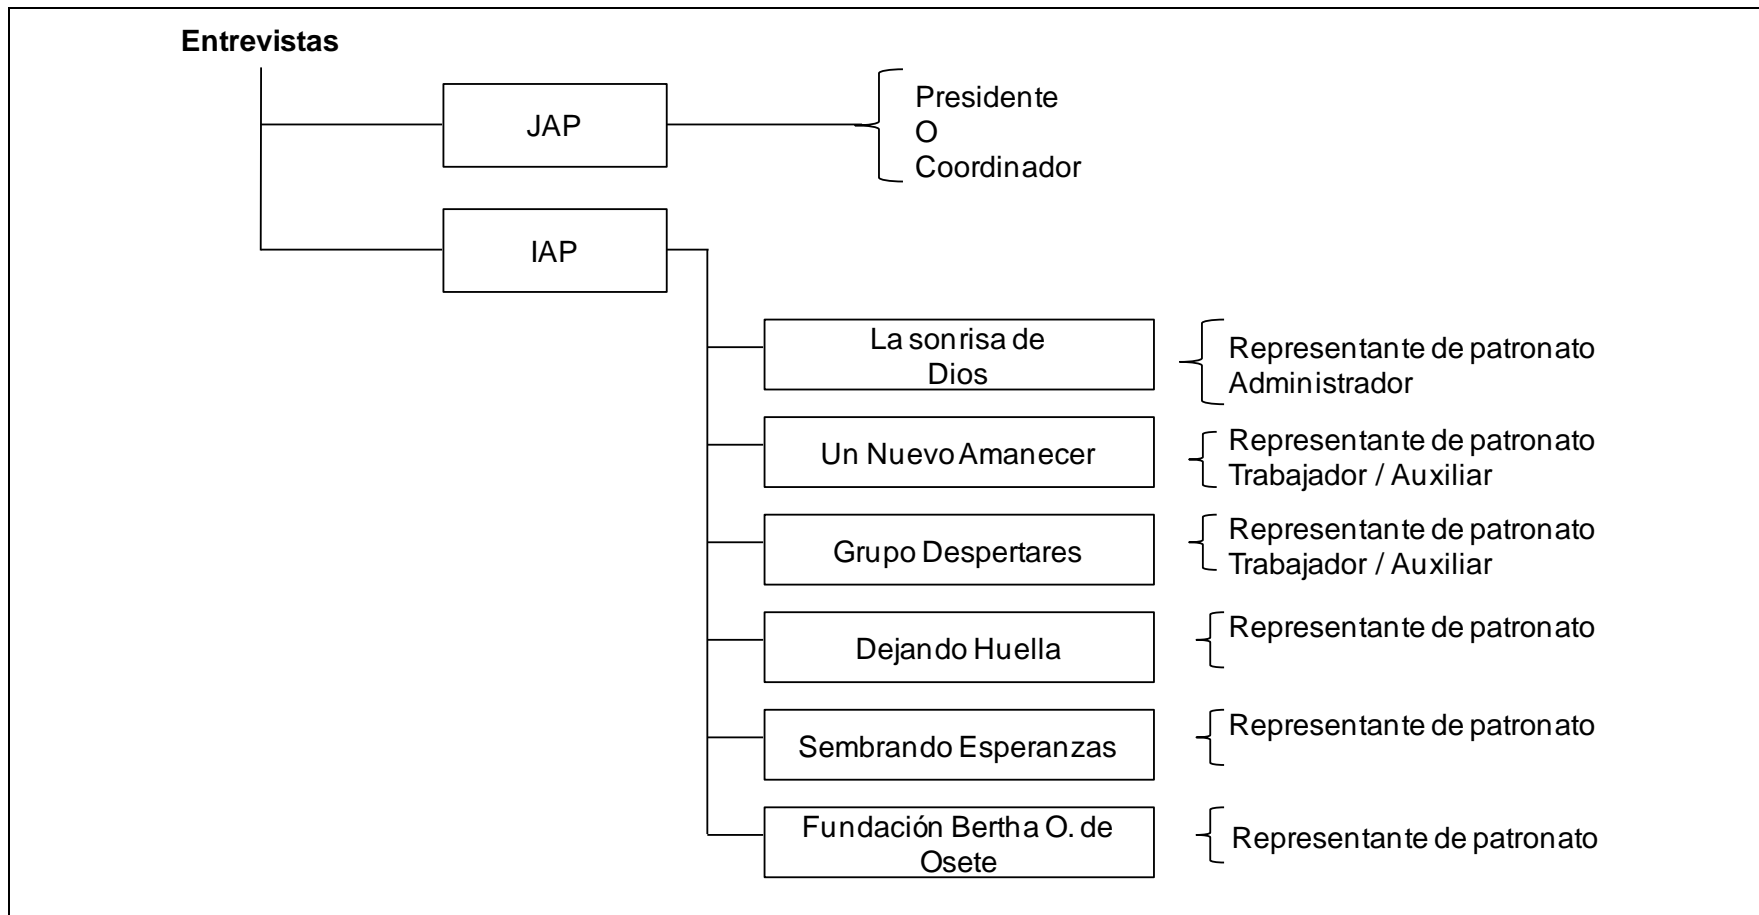 Entrevistas
JAP
Presidente
O
Coordinador
IAP
La sonrisa de
Dios
Representante de patronato
Administrador
Un Nuevo Amanecer
Representante de patronato
Trabajador / Auxiliar
Grupo Despertares
Representante de patronato
Trabajador / Auxiliar
Dejando Huella
Representante de patronato
Sembrando Esperanzas
Representante de patronato
Fundación Bertha O. de
Osete
Representante de patronato